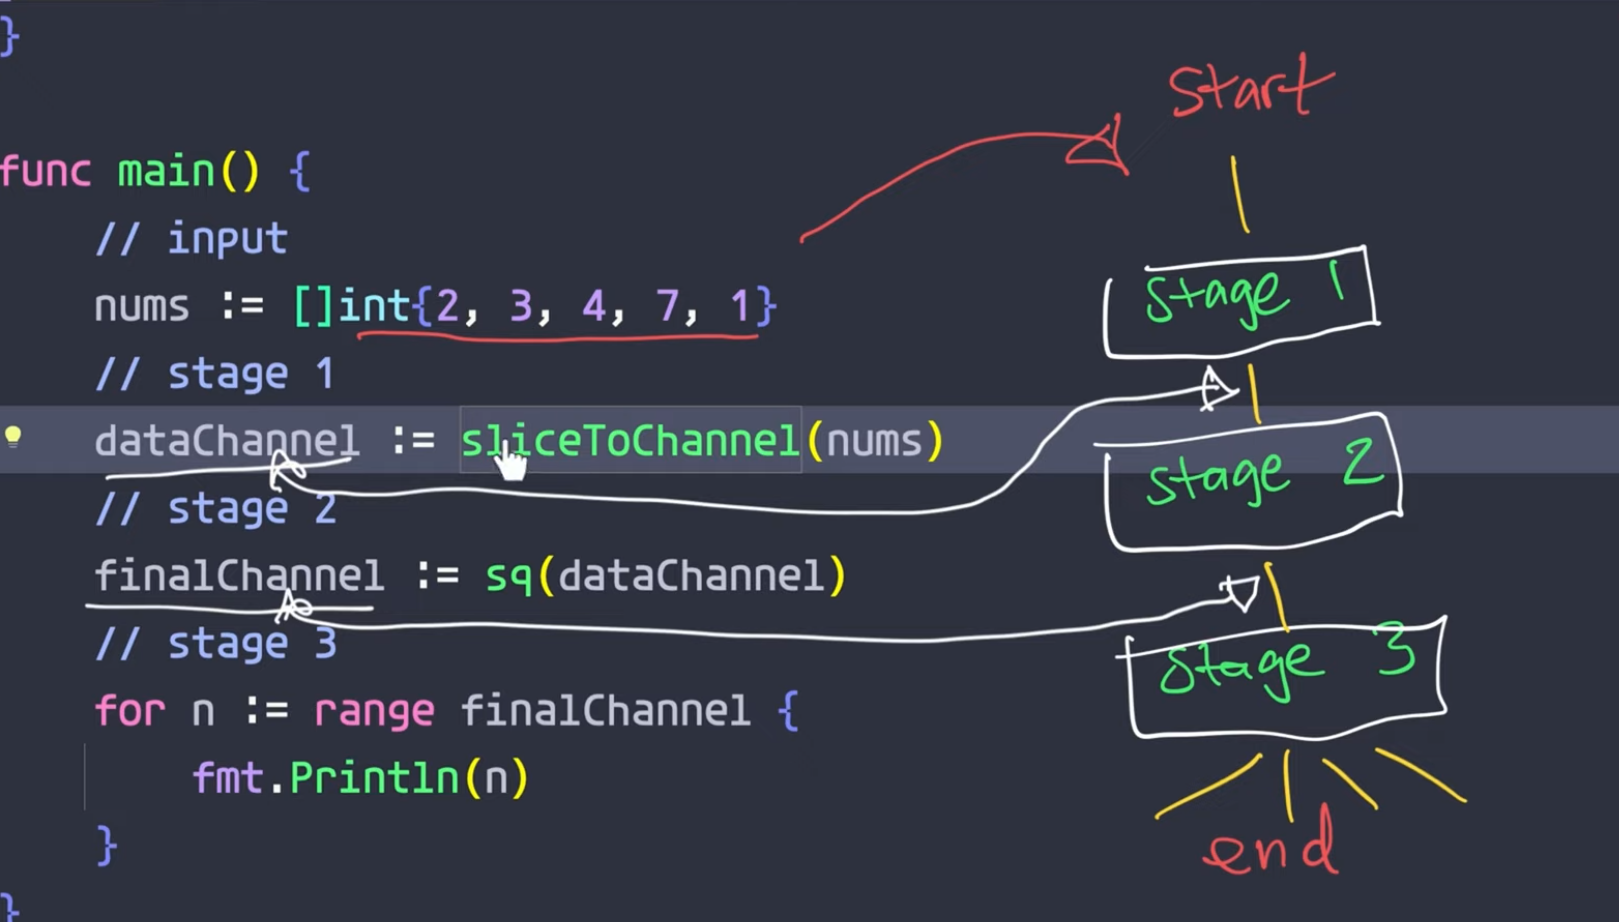 }
func main() {
// input
nums := []int{2, 3, 4, 7, 1}
// stage 1
dataChannel := sliceToChannel(nums)
// stage 2
finalChannel := sq(dataChannel)
// stage 3
for n := range finalChannel {
fmt.Println(n)
}
}
start
stage 1
stage 2
stage 3
end